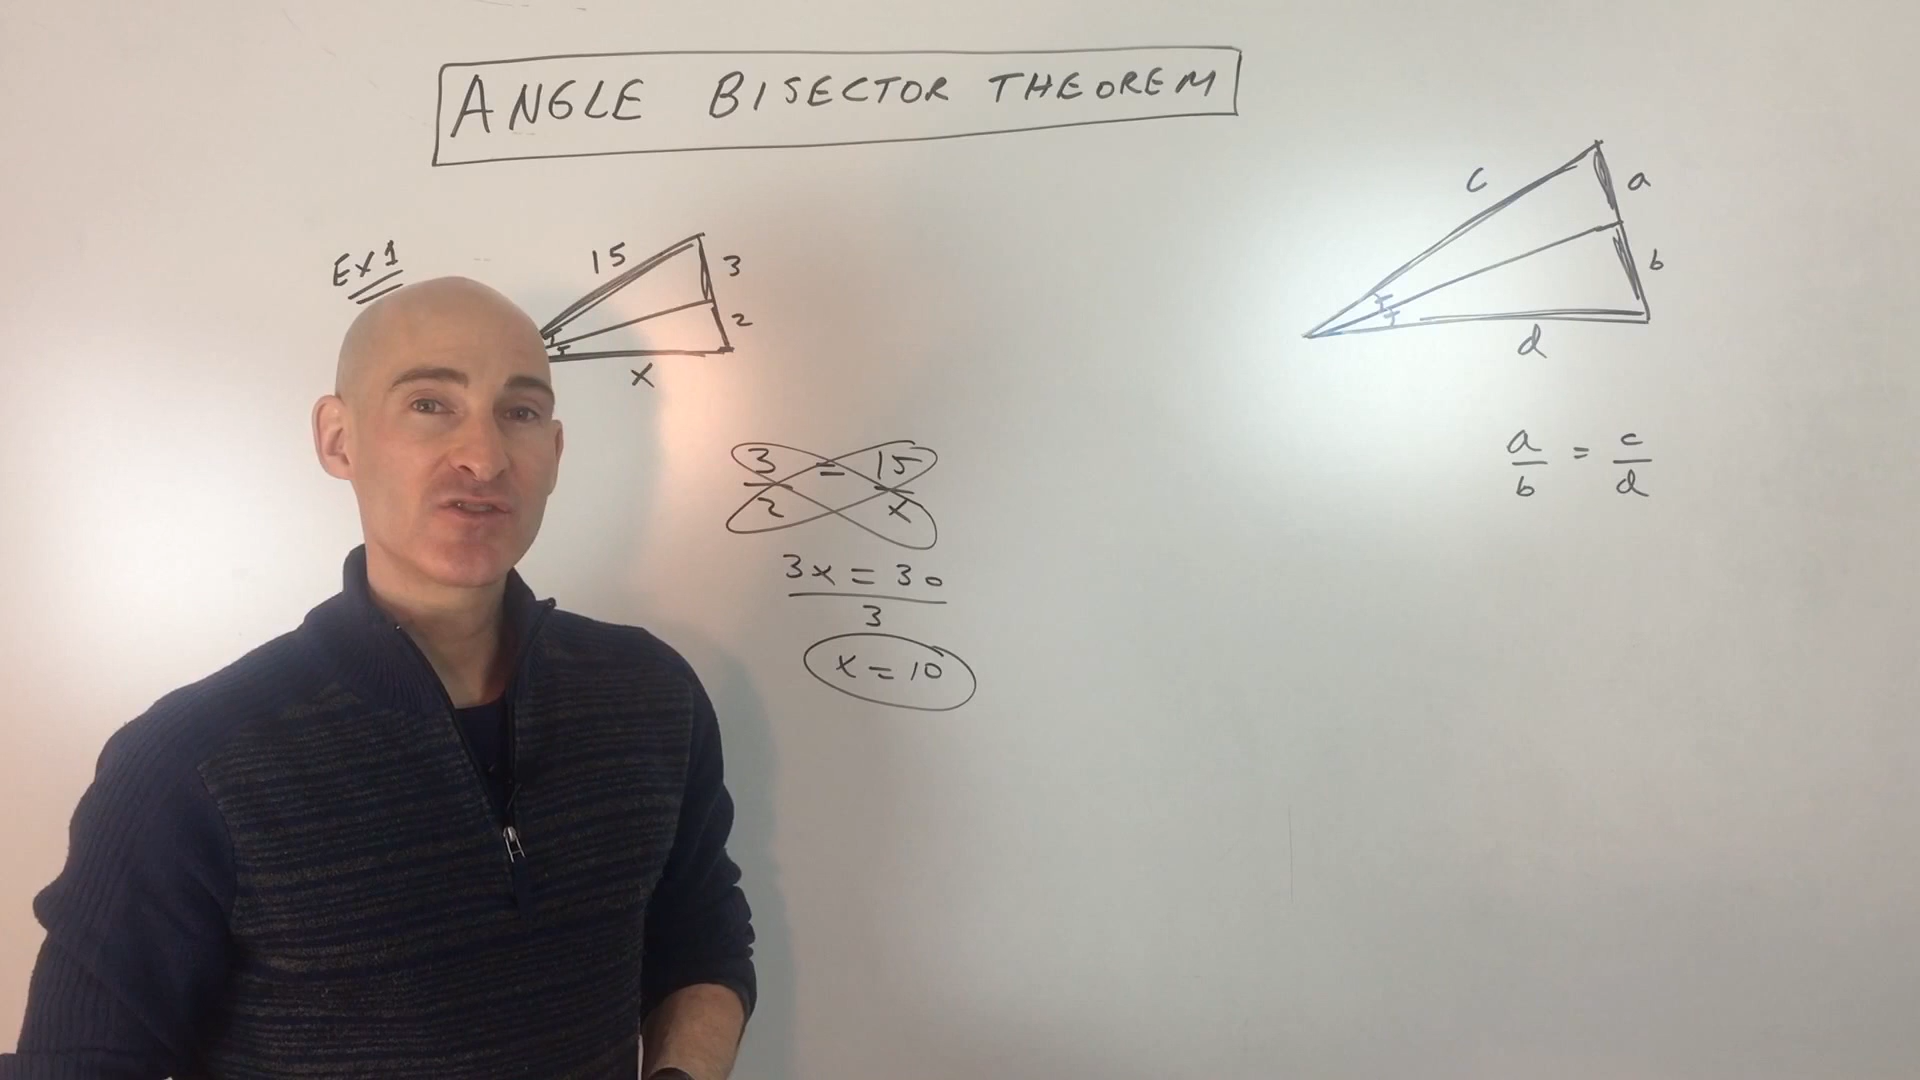 ANGLE BISECTOR THEOREM
Ex 1
15
3
2
x
3/2 = 15/x
3x = 30
3
x = 10
c
a
b
d
a/b = c/d